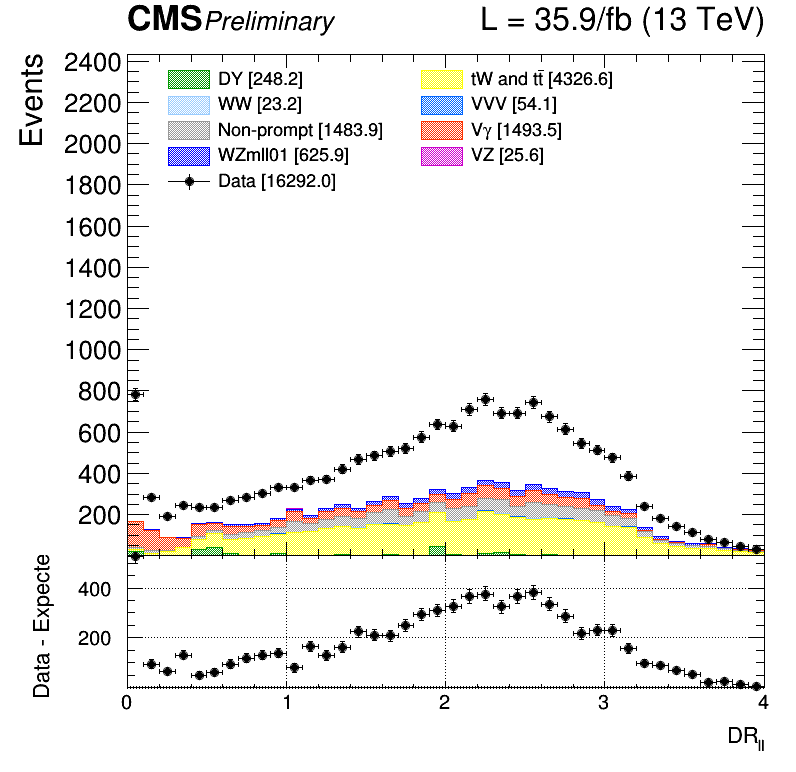 CMS Preliminary L = 35.9/fb (13 TeV)
Events
2400
2200
2000
1800
1600
1400
1200
1000
800
600
400
200
DY [248.2]
WW [23.2]
Non-prompt [1483.9]
WZmll01 [625.9]
Data [16292.0]
tW and tt̄ [4326.6]
VVV [54.1]
Vγ [1493.5]
VZ [25.6]
Data - Expecte
400
200
0 1 2 3 4
DRll